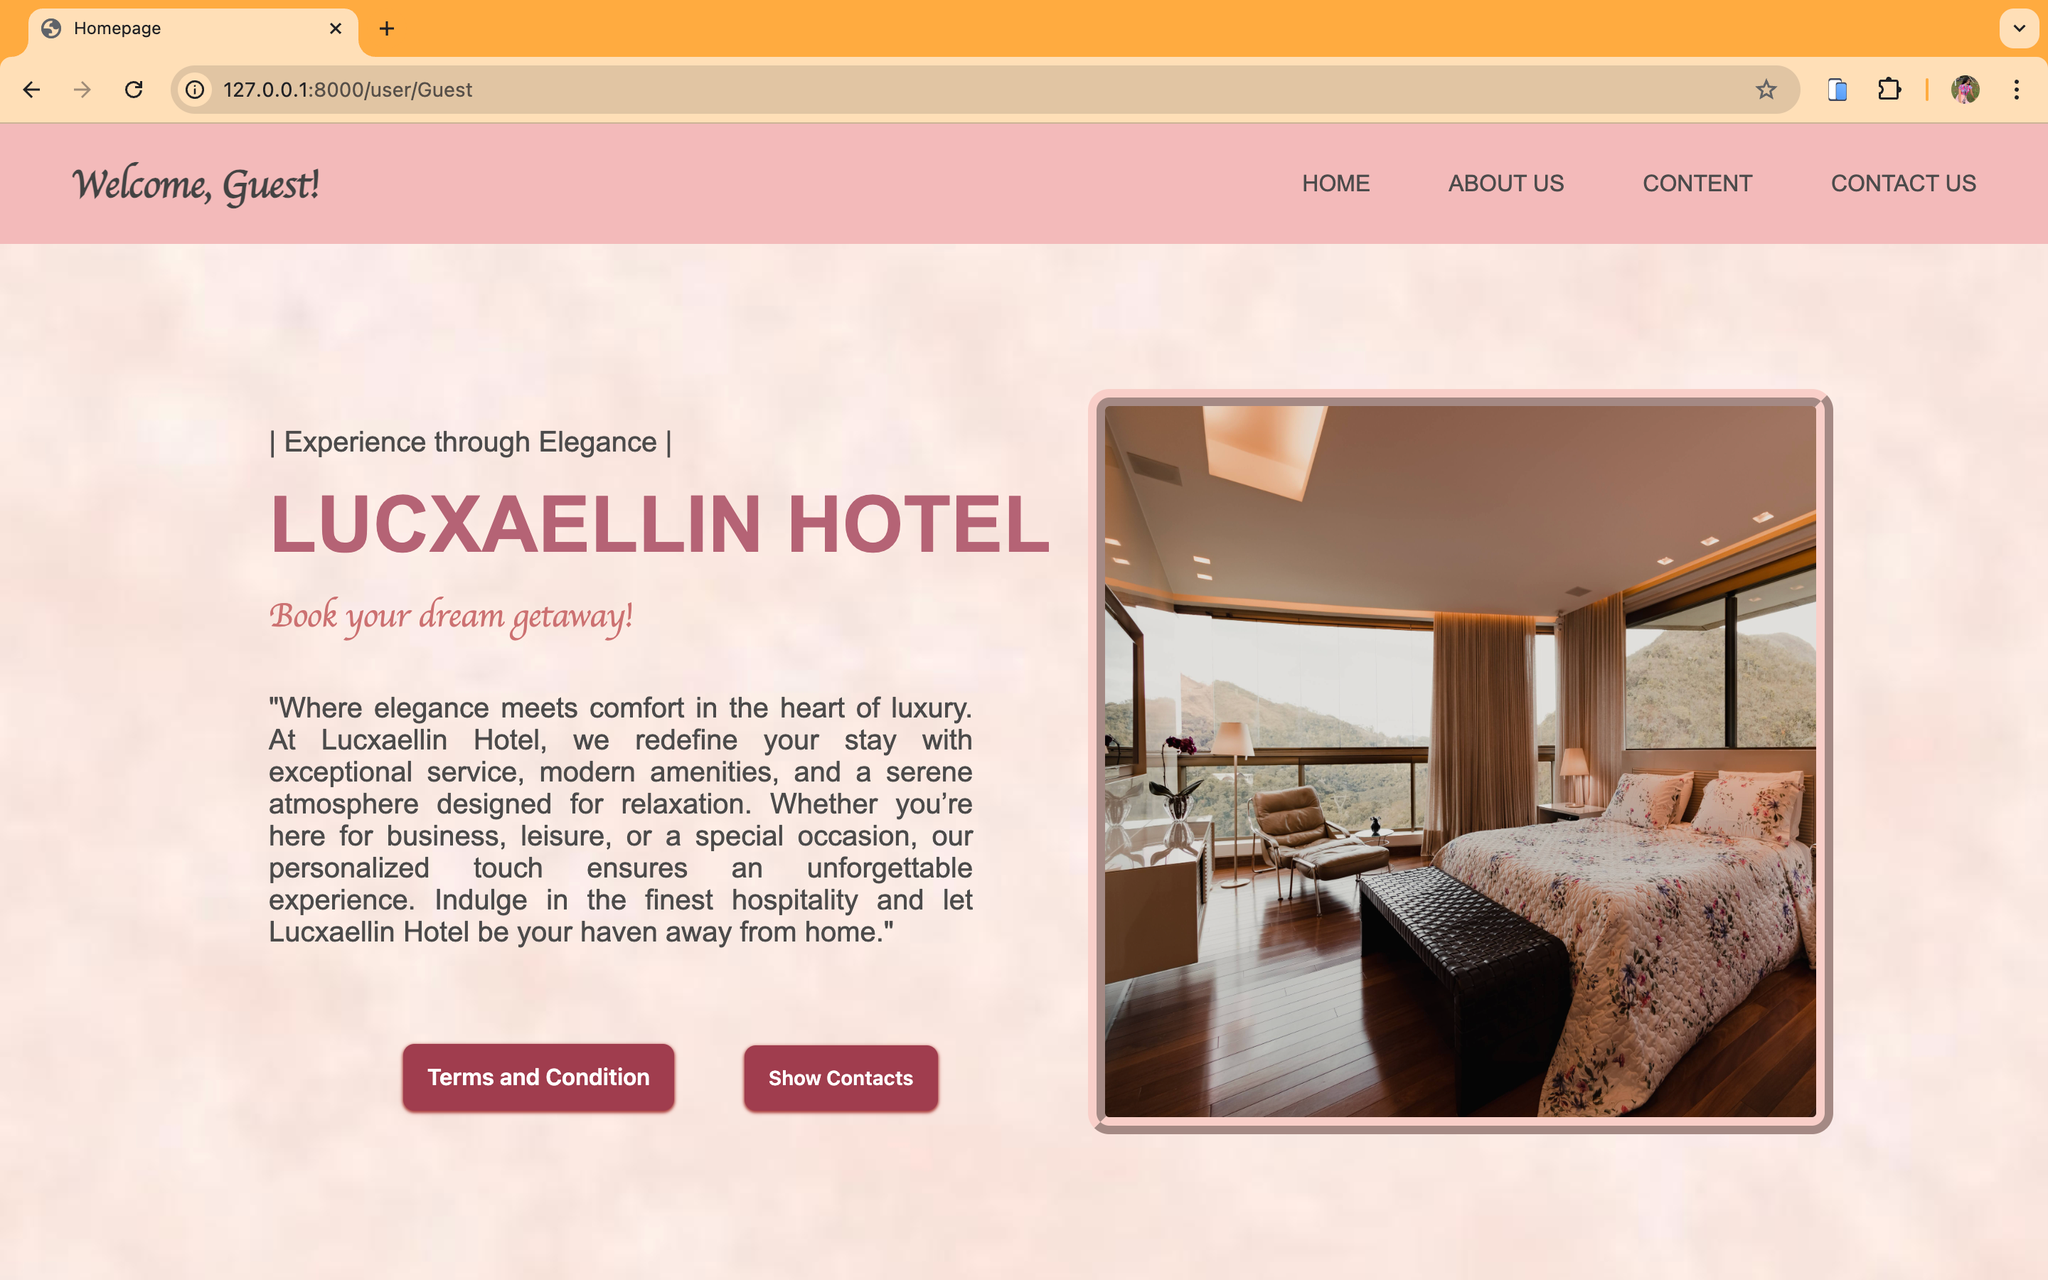 Homepage
127.0.0.1:8000/user/Guest
Welcome, Guest!
HOME
ABOUT US
CONTENT
CONTACT US
| Experience through Elegance |
LUCXAELLIN HOTEL
Book your dream getaway!
"Where elegance meets comfort in the heart of luxury.
At Lucxaellin Hotel, we redefine your stay with
exceptional service, modern amenities, and a serene
atmosphere designed for relaxation. Whether you’re
here for business, leisure, or a special occasion, our
personalized touch ensures an unforgettable
experience. Indulge in the finest hospitality and let
Lucxaellin Hotel be your haven away from home."
Terms and Condition
Show Contacts